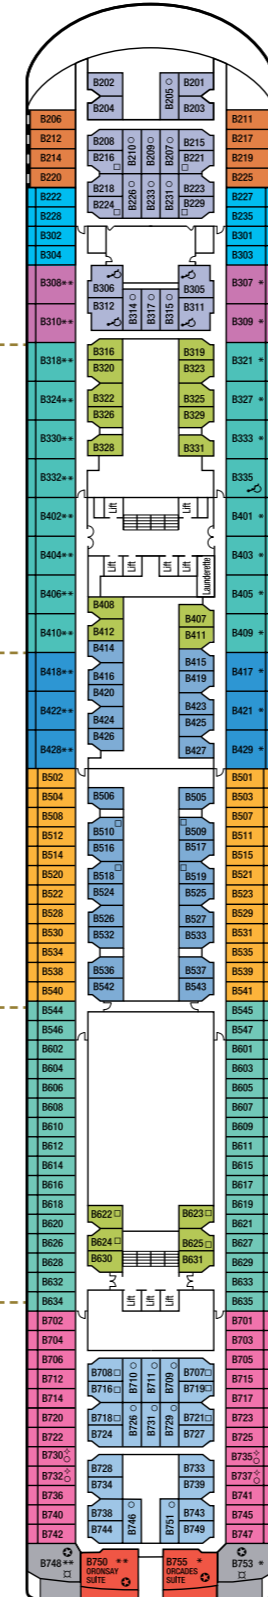 B202 B201
B204 B205 B203
B206 B211
B212 B208 B210 B209 B207 B215 B217
B214 B216 B221 B219
B220 B218 B226 B233 B231 B223 B225
B222 B224 B229 B227
B228 B235
B302 B301
B304 B303
B308** B306 B305 B307 *
B310** B312 B314 B317 B315 B311 B309 *
B318** B316 B319 B321 *
B320 B323
B324** B322 B325 B327 *
B326 B329
B330** B328 B331 B333 *
B332** B335
B402** Lift Lift B401 *
B404** Lift Lift Lift Lift Launderette B403 *
B406** B408 B407 B405 *
B410** B412 B411 B409 *
B414 B415
B418** B416 B419 B417 *
B420
B422** B424 B423 B421 *
B426 B425
B428** B427 B429 *
B502 B501
B504 B506 B505 B503
B508 B507
B512 B510 B509 B511
B514 B516 B517 B515
B520 B518 B519 B521
B522 B524 B525 B523
B528 B526 B527 B529
B530 B532 B533 B531
B534 B535
B538 B536 B537 B539
B540 B542 B543 B541
B544 B545
B546 B547
B602 B601
B604 B603
B606 B605
B608 B607
B610 B609
B612 B611
B614 B615
B616 B617
B618 B619
B620 B622 B623 B621
B626 B624 B625 B627
B628 B630 B631 B629
B632 B633
B634 Lift Lift Lift B635
B702 B701
B704 B703
B706 B705
B712 B708 B710 B711 B709 B707 B715
B714 B716 B719 B717
B720 B718 B726 B731 B729 B721 B723
B722 B724 B727 B725
B730 B728 B733 B735
B732 B734 B739 B737
B736 B741
B740 B738 B746 B751 B743 B745
B742 B744 B749 B747
B748** B750 ** B755 * B753 *
ORONSAY ORCADES
SUITE SUITE